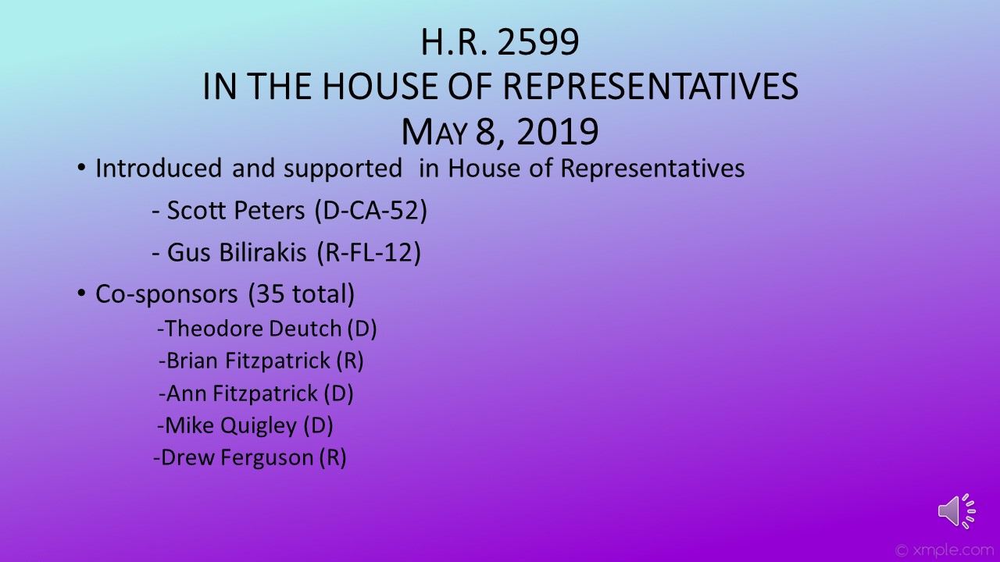 H.R. 2599
IN THE HOUSE OF REPRESENTATIVES
MAY 8, 2019
• Introduced and supported in House of Representatives
- Scott Peters (D-CA-52)
- Gus Bilirakis (R-FL-12)
• Co-sponsors (35 total)
-Theodore Deutch (D)
-Brian Fitzpatrick (R)
-Ann Fitzpatrick (D)
-Mike Quigley (D)
-Drew Ferguson (R)
© xmple.com